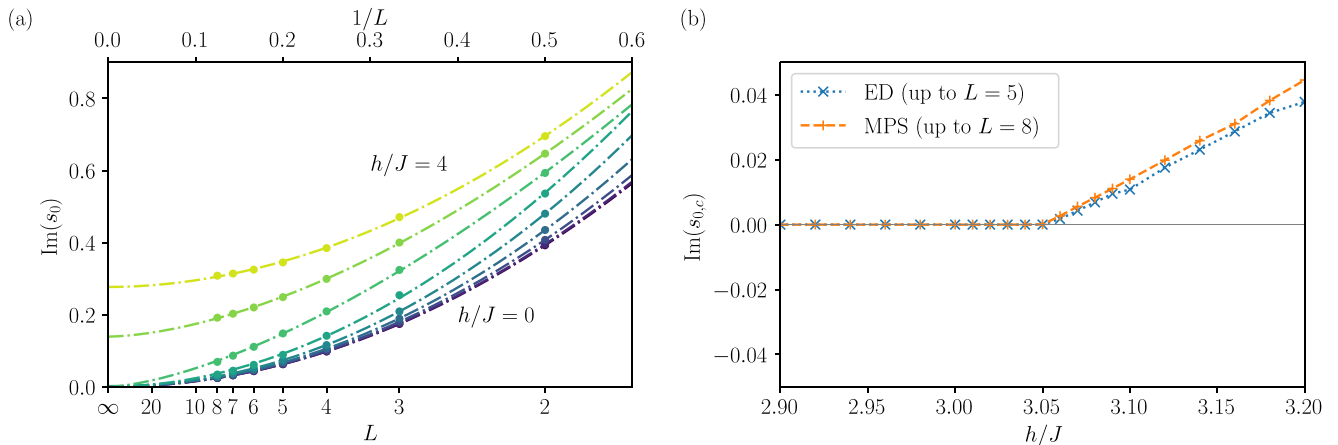 (a)
1/L
0.0 0.1 0.2 0.3 0.4 0.5 0.6
Im(s₀)
0.8
0.6
0.4
0.2
0.0
h/J = 4
h/J = 0
∞ 20 10 8 7 6 5 4 3 2
L
(b)
ED (up to L = 5)
MPS (up to L = 8)
Im(s₀,c)
0.04
0.02
0.00
−0.02
−0.04
2.90 2.95 3.00 3.05 3.10 3.15 3.20
h/J